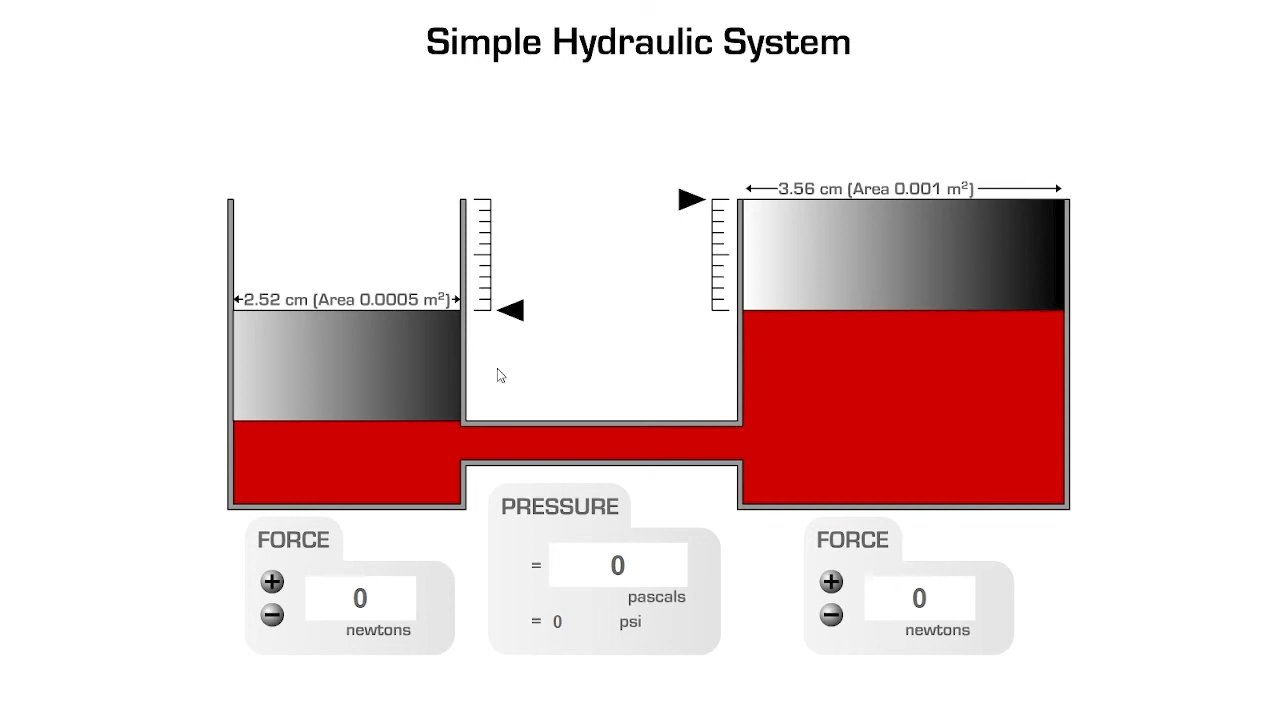 Simple Hydraulic System
3.56 cm (Area 0.001 m²)
2.52 cm (Area 0.0005 m²)
PRESSURE
= 0
pascals
= 0 psi
FORCE
+
0
−
newtons
FORCE
+
0
−
newtons